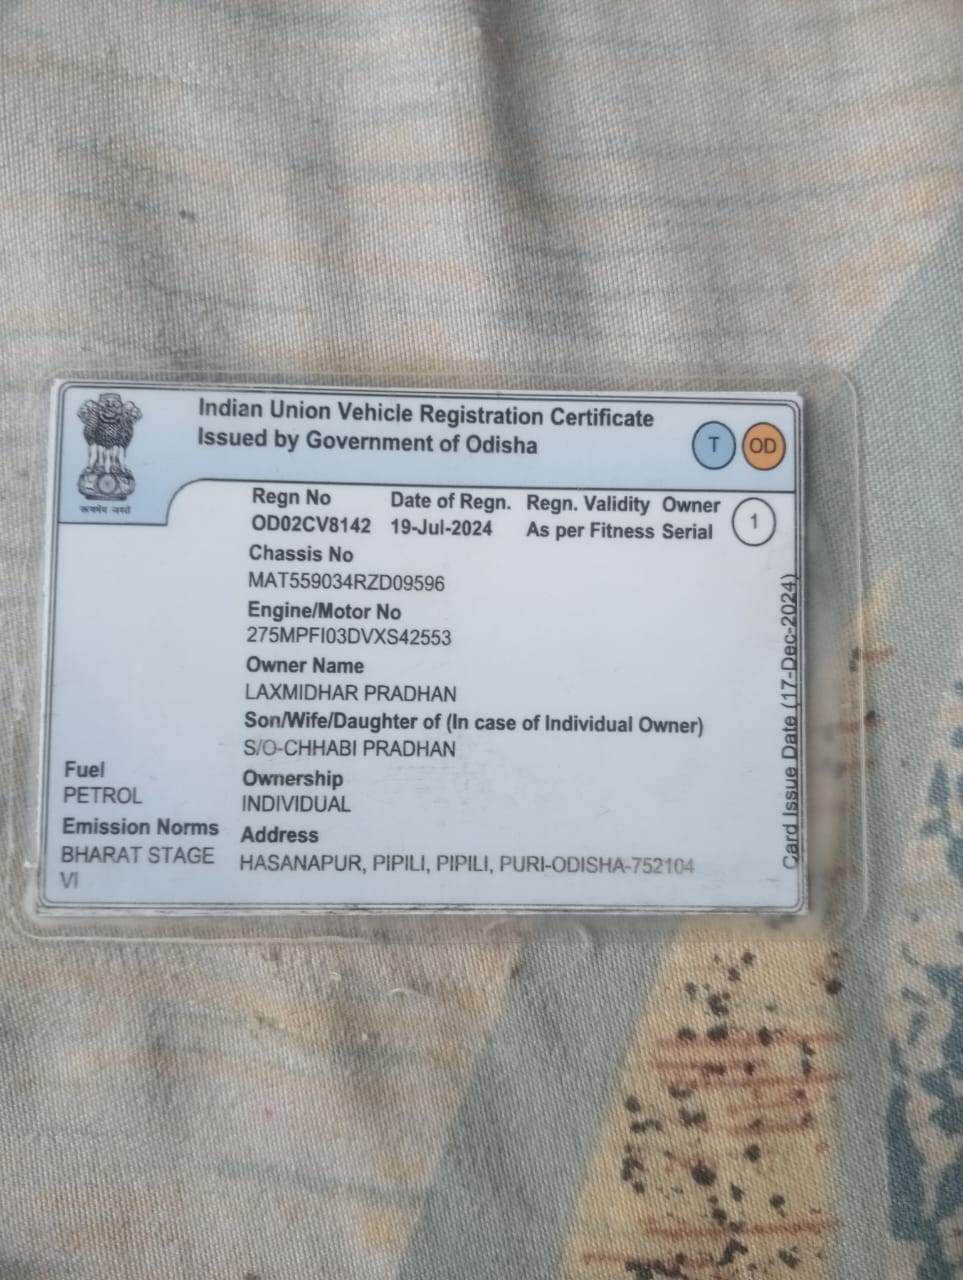 Indian Union Vehicle Registration Certificate
Issued by Government of Odisha
T OD
सत्यमेव जयते
Regn No Date of Regn. Regn. Validity Owner
OD02CV8142 19-Jul-2024 As per Fitness Serial 1
Chassis No
MAT559034RZD09596
Engine/Motor No
275MPFI03DVXS42553
Owner Name
LAXMIDHAR PRADHAN
Son/Wife/Daughter of (In case of Individual Owner)
S/O-CHHABI PRADHAN
Fuel
PETROL
Ownership
INDIVIDUAL
Emission Norms
BHARAT STAGE
VI
Address
HASANAPUR, PIPILI, PIPILI, PURI-ODISHA-752104
Card Issue Date (17-Dec-2024)